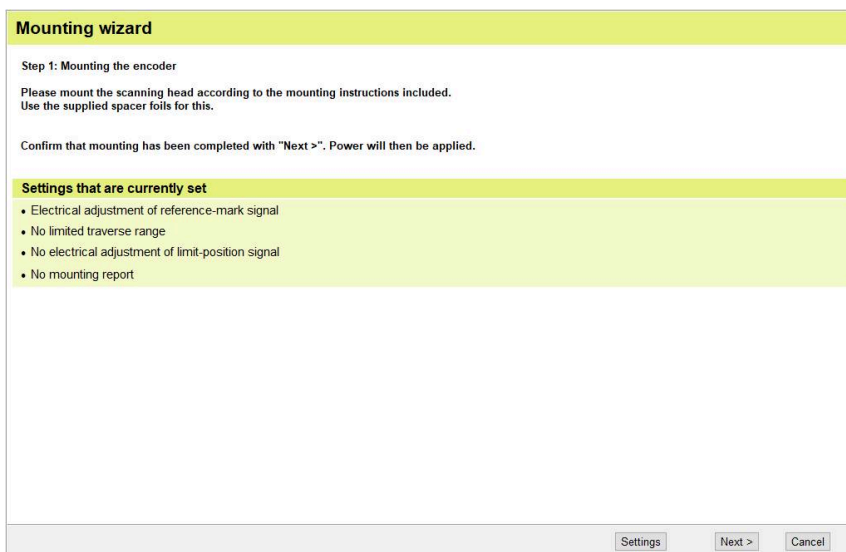 Mounting wizard
Step 1: Mounting the encoder
Please mount the scanning head according to the mounting instructions included.
Use the supplied spacer foils for this.
Confirm that mounting has been completed with "Next >". Power will then be applied.
Settings that are currently set
• Electrical adjustment of reference-mark signal
• No limited traverse range
• No electrical adjustment of limit-position signal
• No mounting report
Settings Next > Cancel